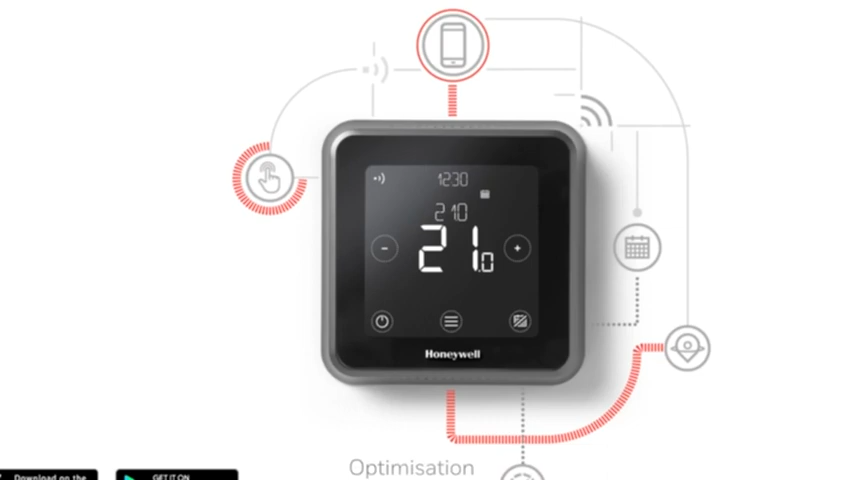 12:30
21.0
21.0
Honeywell
Optimisation
Download on the
GET IT ON